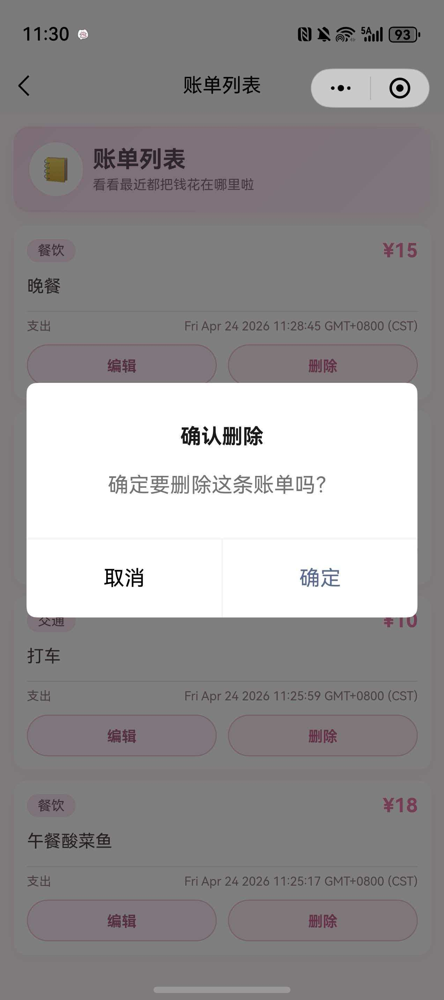 11:30
5A 93
账单列表
账单列表
看看最近都把钱花在哪里啦
餐饮 ¥15
晚餐
支出 Fri Apr 24 2026 11:28:45 GMT+0800 (CST)
编辑 删除
确认删除
确定要删除这条账单吗？
取消 确定
交通 ¥10
打车
支出 Fri Apr 24 2026 11:25:59 GMT+0800 (CST)
编辑 删除
餐饮 ¥18
午餐酸菜鱼
支出 Fri Apr 24 2026 11:25:17 GMT+0800 (CST)
编辑 删除